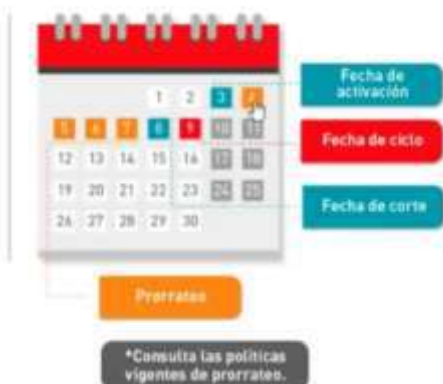 1 2 3 4
5 6 7 8 9 10 11
12 13 14 15 16 17 18
19 20 21 22 23 24 25
26 27 28 29 30
Fecha de
activación
Fecha de ciclo
Fecha de corte
Prorrateo
*Consulta las políticas
vigentes de prorrateo.